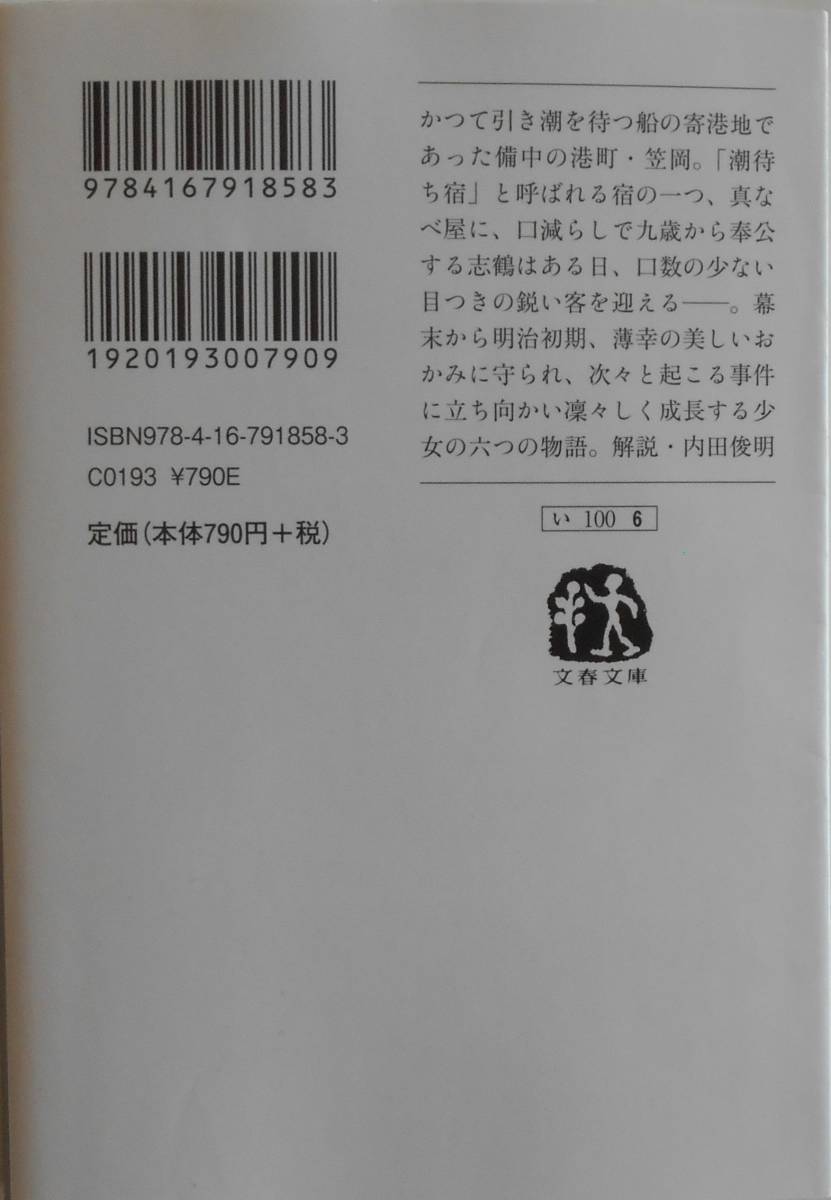 9784167918583
1920193007909
ISBN978-4-16-791858-3
C0193 ¥790E
定価(本体790円+税)
かつて引き潮を待つ船の寄港地で
あった備中の港町・笠岡。「潮待
ち宿」と呼ばれる宿の一つ、真な
べ屋に、口減らしで九歳から奉公
する志鶴はある日、口数の少ない
目つきの鋭い客を迎える――。幕
末から明治初期、薄幸の美しいお
かみに守られ、次々と起こる事件
に立ち向かい凜々しく成長する少
女の六つの物語。解説・内田俊明
い 100 6
文春文庫